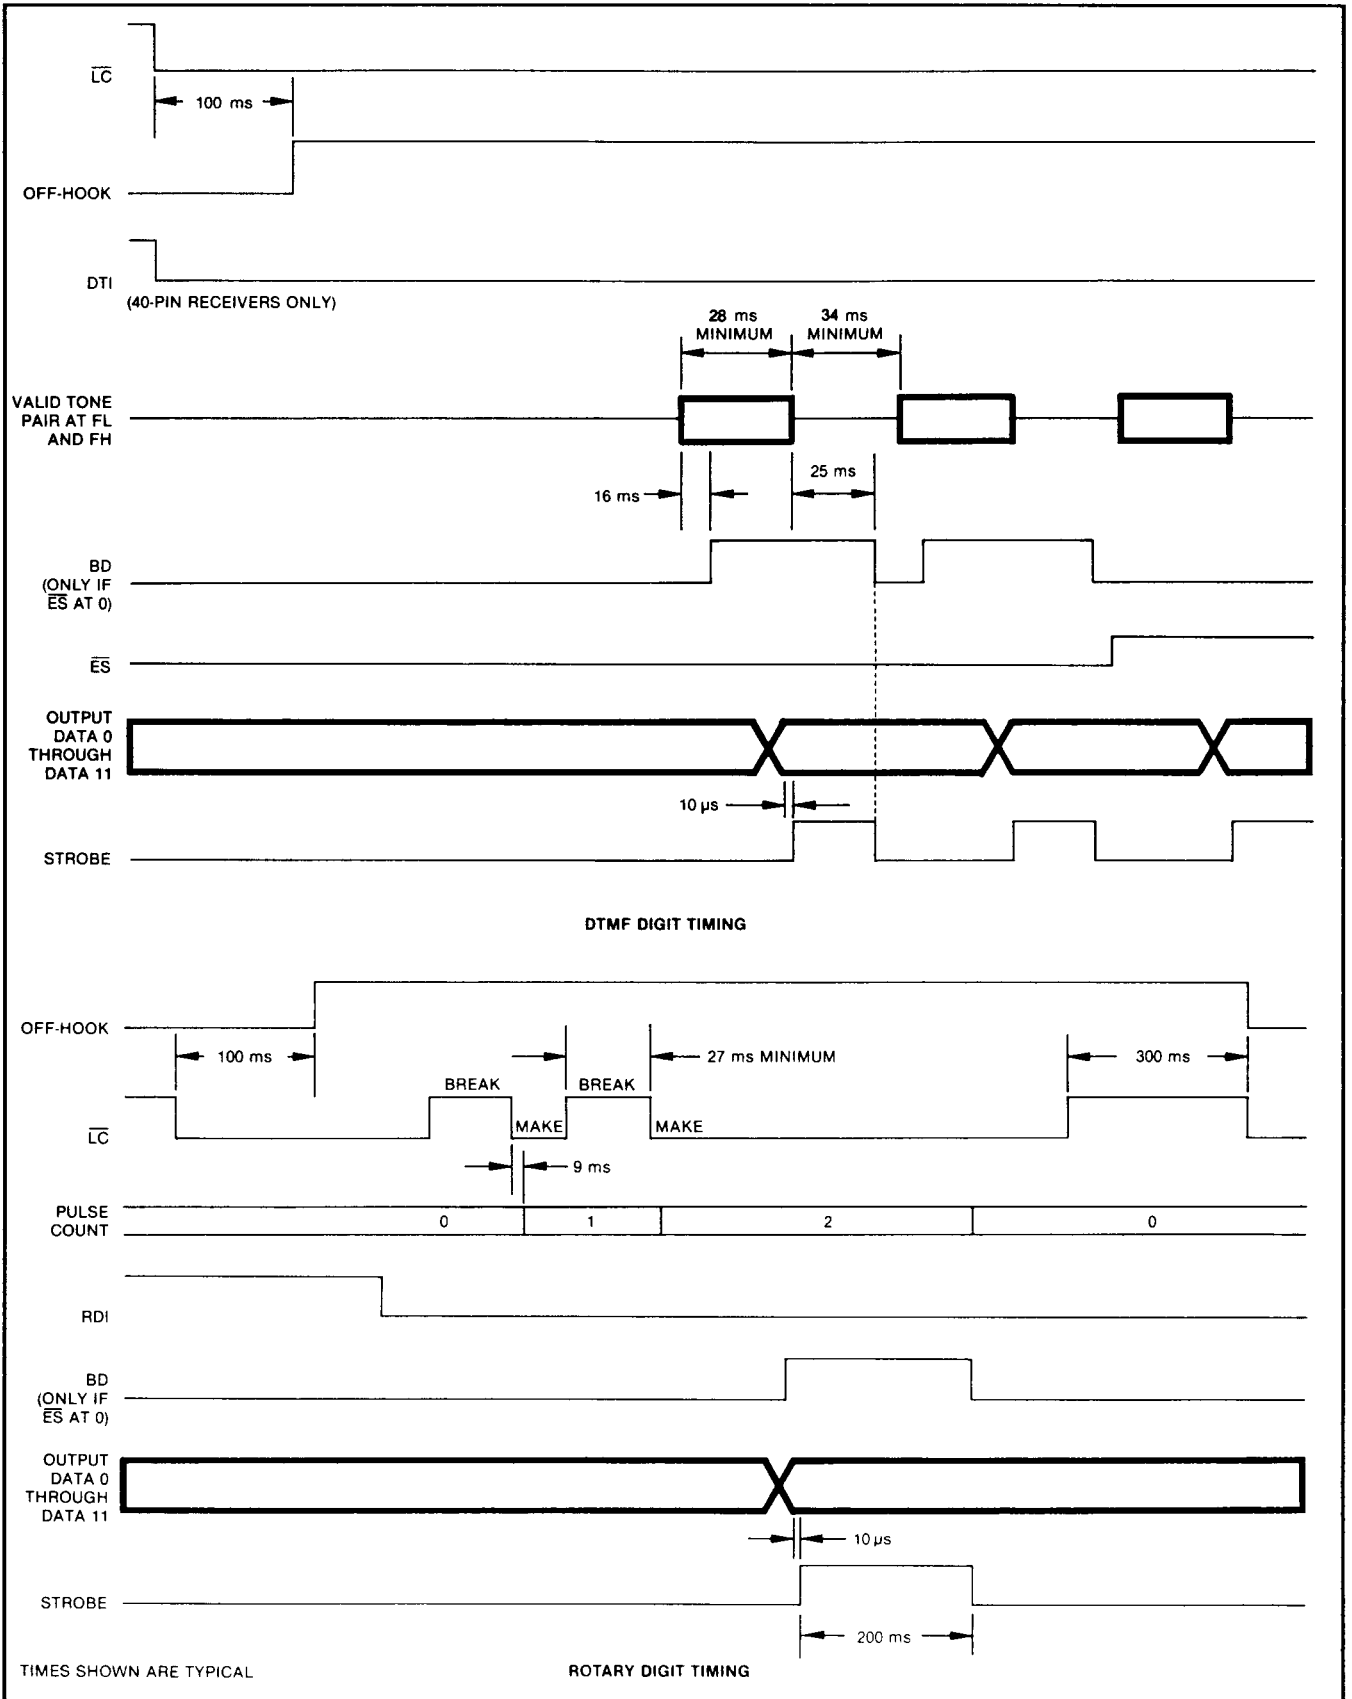 LC
100 ms
OFF-HOOK
DTI
(40-PIN RECEIVERS ONLY)
28 ms
MINIMUM
34 ms
MINIMUM
VALID TONE
PAIR AT FL
AND FH
16 ms
25 ms
BD
(ONLY IF
ES AT 0)
ES
OUTPUT
DATA 0
THROUGH
DATA 11
10 µs
STROBE
DTMF DIGIT TIMING
OFF-HOOK
100 ms
27 ms MINIMUM
300 ms
BREAK
BREAK
LC
MAKE
MAKE
9 ms
PULSE
COUNT
0
1
2
0
RDI
BD
(ONLY IF
ES AT 0)
OUTPUT
DATA 0
THROUGH
DATA 11
10 µs
STROBE
200 ms
TIMES SHOWN ARE TYPICAL
ROTARY DIGIT TIMING